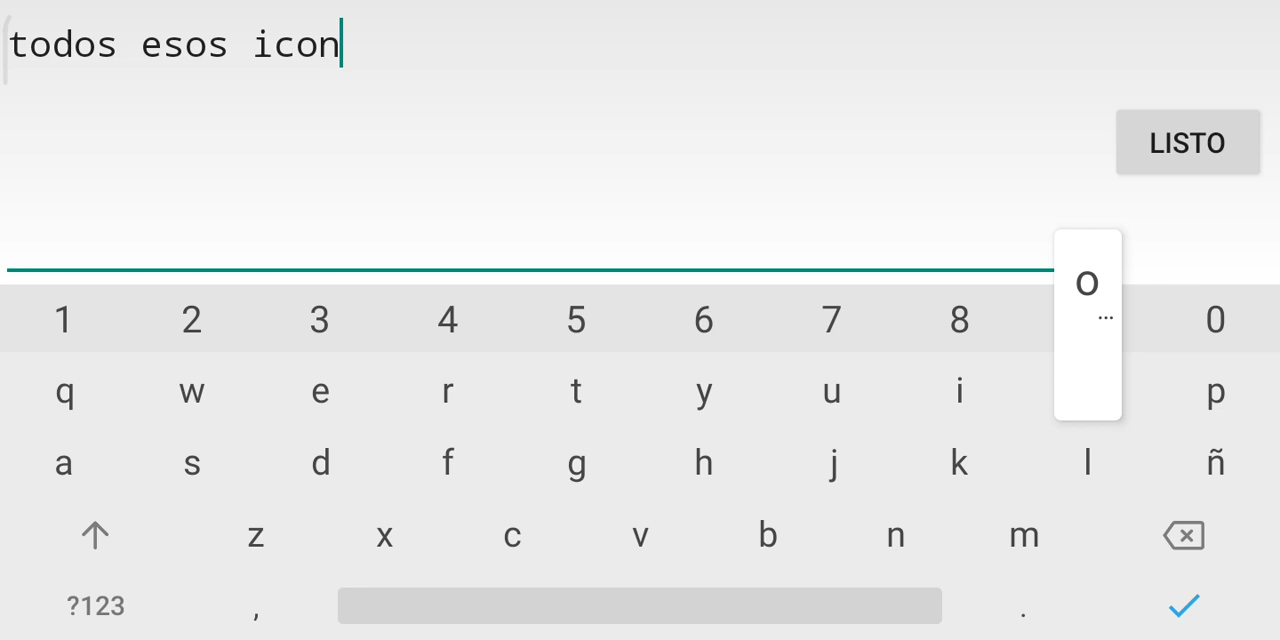 todos esos icon
LISTO
o
...
1 2 3 4 5 6 7 8 0
q w e r t y u i p
a s d f g h j k l ñ
z x c v b n m
?123 , .